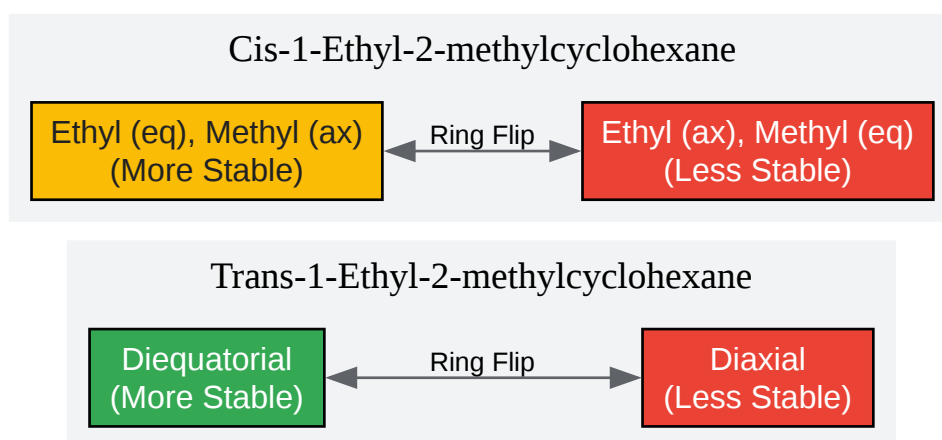 Cis-1-Ethyl-2-methylcyclohexane
Ethyl (eq), Methyl (ax)
(More Stable)
Ring Flip
Ethyl (ax), Methyl (eq)
(Less Stable)
Trans-1-Ethyl-2-methylcyclohexane
Diequatorial
(More Stable)
Ring Flip
Diaxial
(Less Stable)